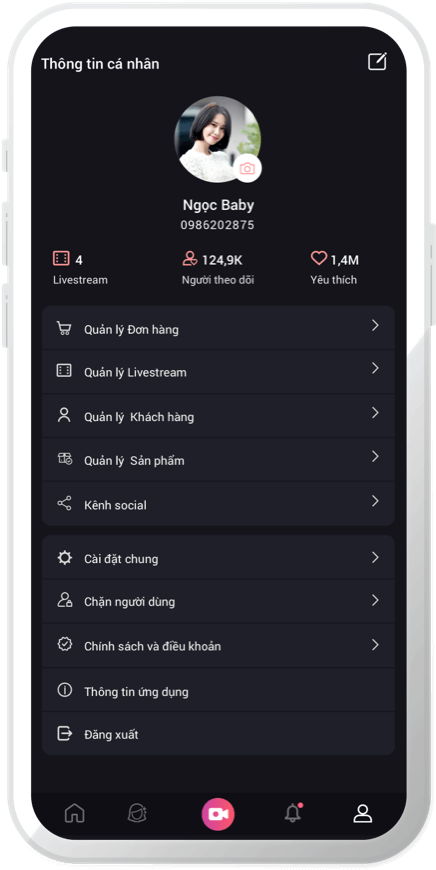 Thông tin cá nhân
Ngọc Baby
0986202875
4 124,9K 1,4M
Livestream Người theo dõi Yêu thích
Quản lý Đơn hàng
Quản lý Livestream
Quản lý Khách hàng
Quản lý Sản phẩm
Kênh social
Cài đặt chung
Chặn người dùng
Chính sách và điều khoản
Thông tin ứng dụng
Đăng xuất